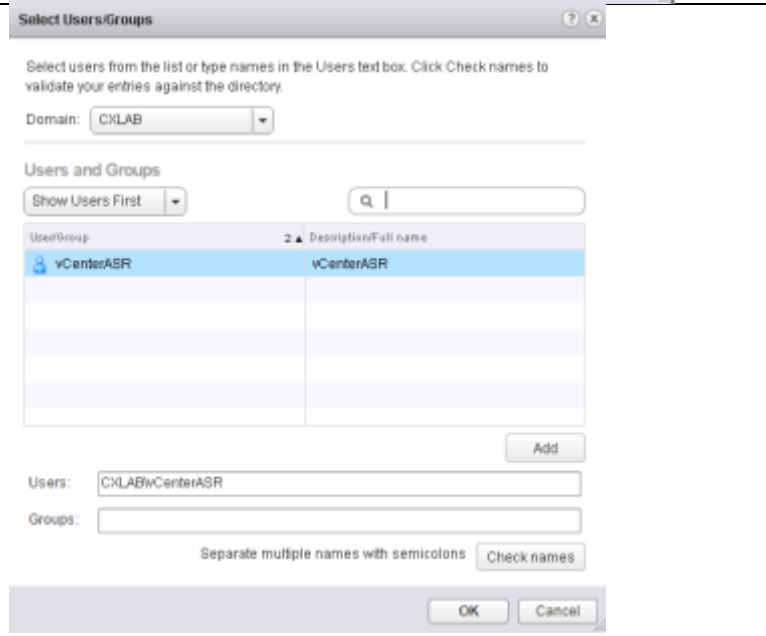 Select Users/Groups
Select users from the list or type names in the Users text box. Click Check names to
validate your entries against the directory.
Domain: CXLAB
Users and Groups
Show Users First
User/Group 2 Description/Full name
vCenterASR vCenterASR
Add
Users: CXLAB\vCenterASR
Groups:
Separate multiple names with semicolons Check names
OK Cancel